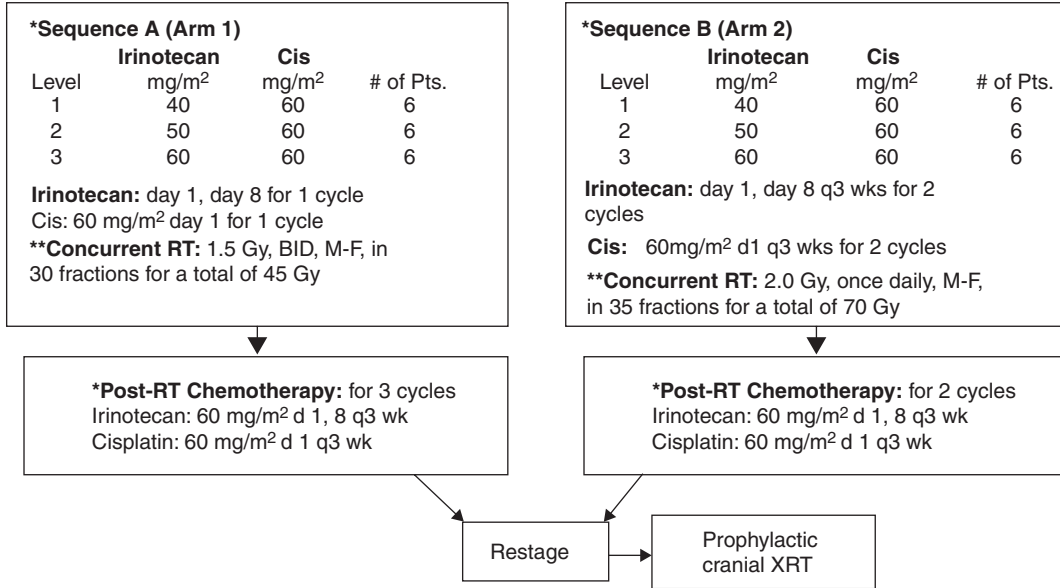 *Sequence A (Arm 1)
Irinotecan Cis
Level mg/m² mg/m² # of Pts.
1 40 60 6
2 50 60 6
3 60 60 6
Irinotecan: day 1, day 8 for 1 cycle
Cis: 60 mg/m² day 1 for 1 cycle
**Concurrent RT: 1.5 Gy, BID, M-F, in
30 fractions for a total of 45 Gy
*Sequence B (Arm 2)
Irinotecan Cis
Level mg/m² mg/m² # of Pts.
1 40 60 6
2 50 60 6
3 60 60 6
Irinotecan: day 1, day 8 q3 wks for 2
cycles
Cis: 60mg/m² d1 q3 wks for 2 cycles
**Concurrent RT: 2.0 Gy, once daily, M-F,
in 35 fractions for a total of 70 Gy
*Post-RT Chemotherapy: for 3 cycles
Irinotecan: 60 mg/m² d 1, 8 q3 wk
Cisplatin: 60 mg/m² d 1 q3 wk
*Post-RT Chemotherapy: for 2 cycles
Irinotecan: 60 mg/m² d 1, 8 q3 wk
Cisplatin: 60 mg/m² d 1 q3 wk
Restage
Prophylactic
cranial XRT